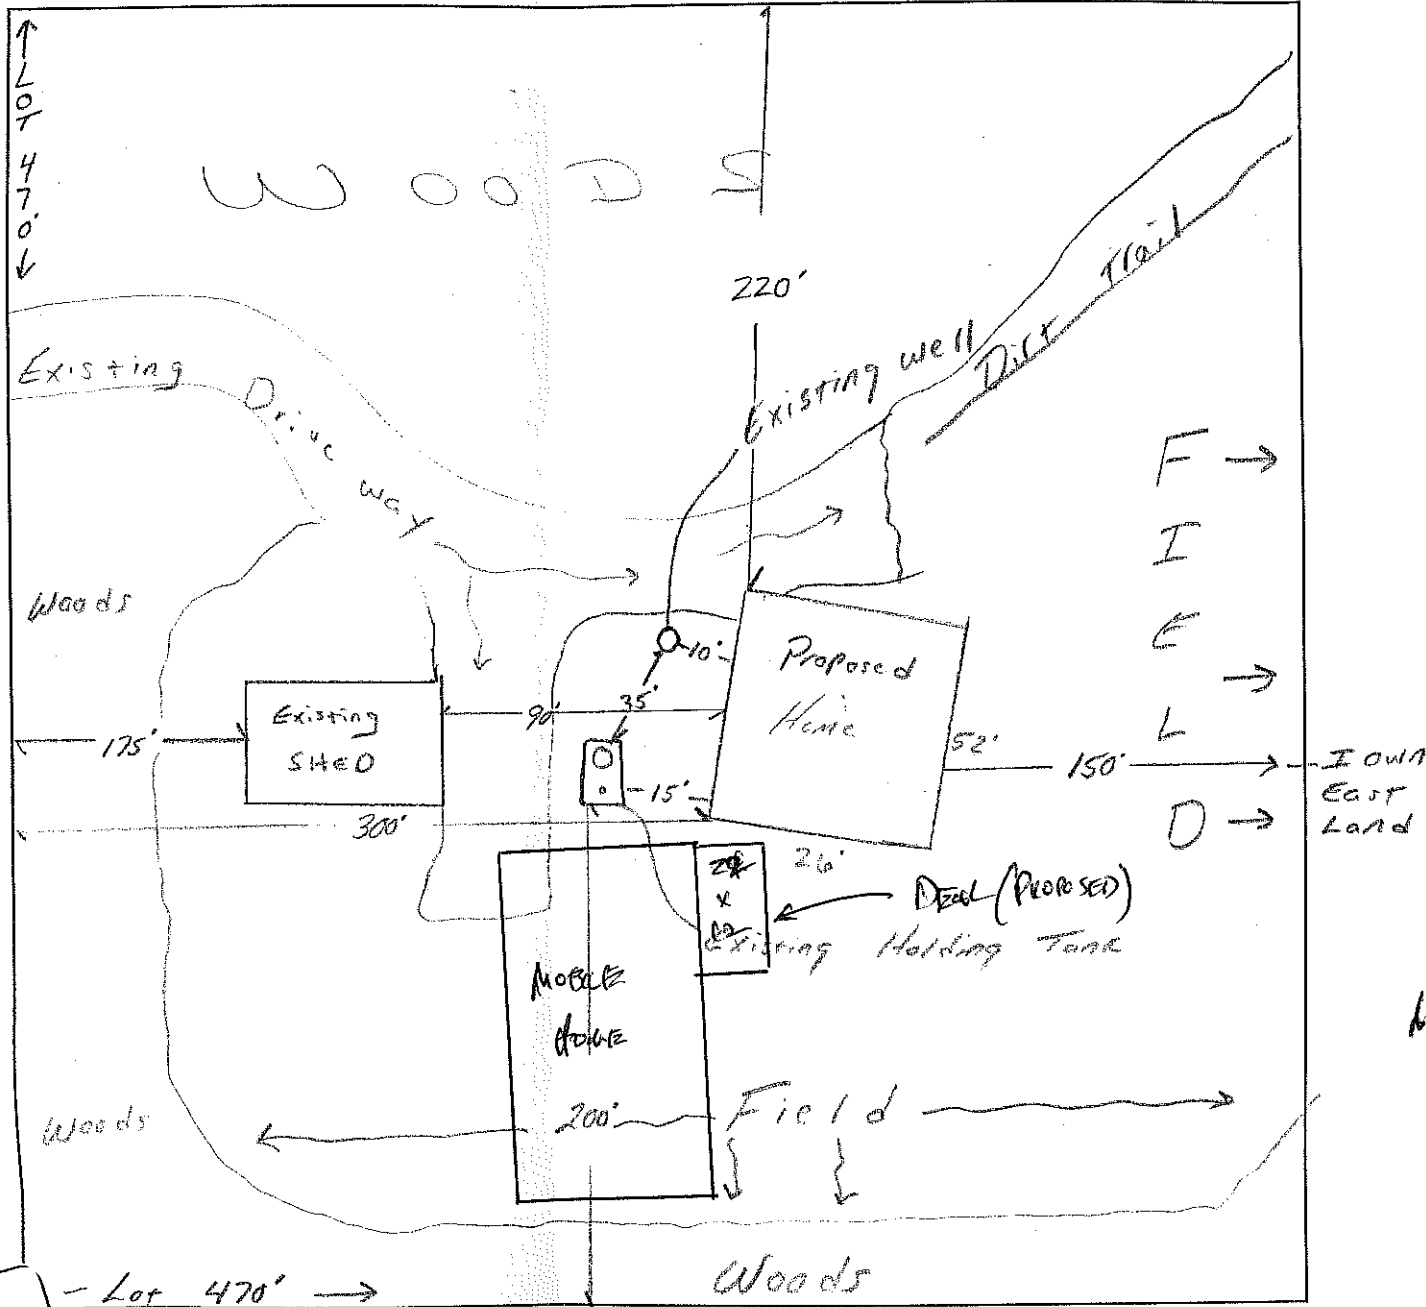 LOT 470'
WOODS
220'
Existing well
Dirt Trail
Existing Drive way
FIELD
Woods
10'
Proposed
Home
35'
90'
Existing
SHED
175'
52'
150'
I own
East
Land
15'
300'
26'
x
(PROPOSED)
Existing Holding Tank
MOBILE
HOME
Woods
200'
Field
Woods
- Lot 470'